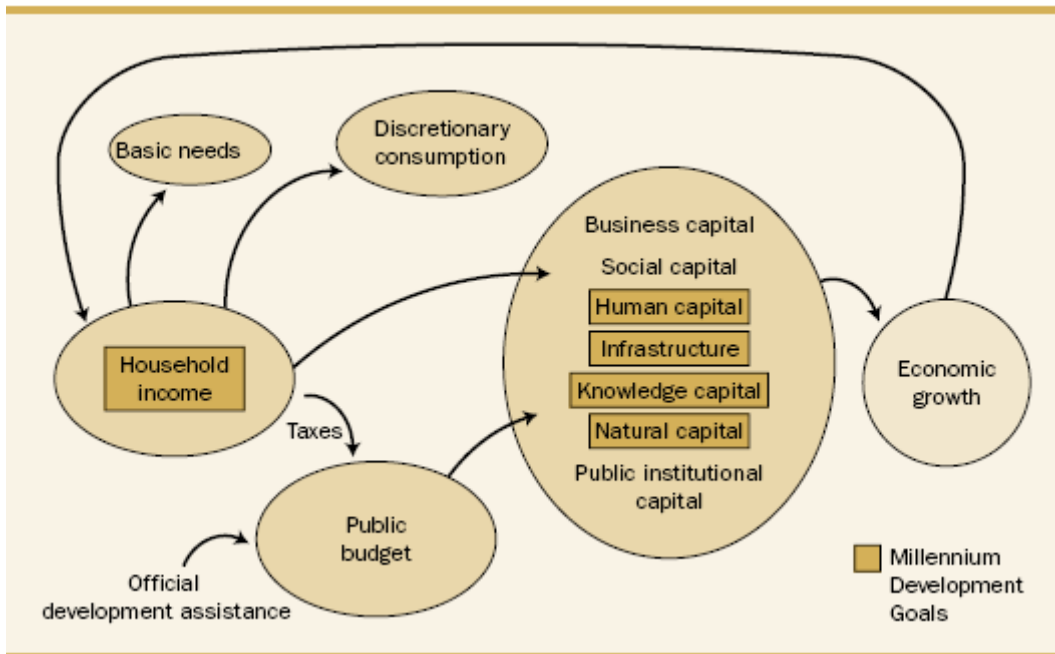 Basic needs
Discretionary
consumption
Business capital
Social capital
Human capital
Infrastructure
Knowledge capital
Natural capital
Public institutional
capital
Household
income
Economic
growth
Taxes
Public
budget
Official
development assistance
Millennium
Development
Goals